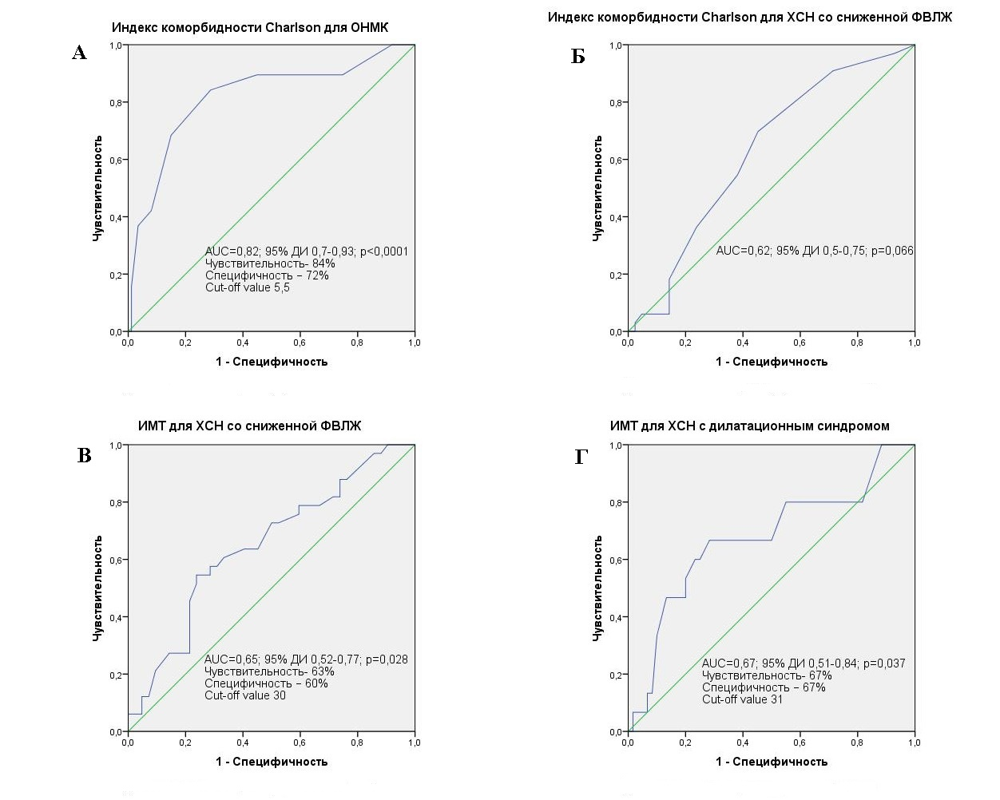 Индекс коморбидности Charlson для ОНМК
А
1,0
0,8
0,6
0,4
0,2
0,0
Чувствительность
AUC=0,82; 95% ДИ 0,7-0,93; p<0,0001
Чувствительность- 84%
Специфичность – 72%
Cut-off value 5,5
0,0 0,2 0,4 0,6 0,8 1,0
1 - Специфичность
Индекс коморбидности Charlson для ХСН со сниженной ФВЛЖ
Б
1,0
0,8
0,6
0,4
0,2
0,0
Чувствительность
AUC=0,62; 95% ДИ 0,5-0,75; p=0,066
0,0 0,2 0,4 0,6 0,8 1,0
1 - Специфичность
ИМТ для ХСН со сниженной ФВЛЖ
В
1,0
0,8
0,6
0,4
0,2
0,0
Чувствительность
AUC=0,65; 95% ДИ 0,52-0,77; p=0,028
Чувствительность- 63%
Специфичность – 60%
Cut-off value 30
0,0 0,2 0,4 0,6 0,8 1,0
1 - Специфичность
ИМТ для ХСН с дилатационным синдромом
Г
1,0
0,8
0,6
0,4
0,2
0,0
Чувствительность
AUC=0,67; 95% ДИ 0,51-0,84; p=0,037
Чувствительность- 67%
Специфичность – 67%
Cut-off value 31
0,0 0,2 0,4 0,6 0,8 1,0
1 - Специфичность